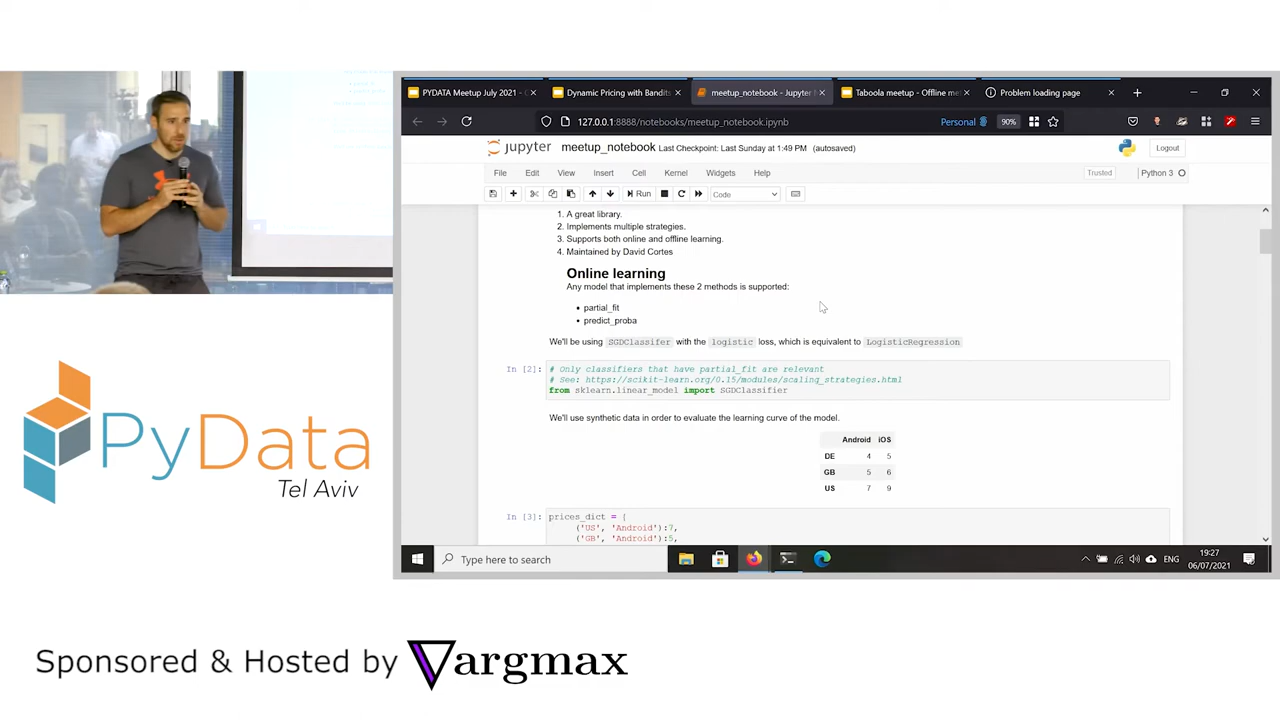 PYDATA Meetup July 2021 -
Dynamic Pricing with Bandits
meetup_notebook - Jupyter
Taboola meetup - Offline me
Problem loading page
127.0.0.1:8888/notebooks/meetup_notebook.ipynb
Personal
90%
jupyter
meetup_notebook Last Checkpoint: Last Sunday at 1:49 PM (autosaved)
Logout
File Edit View Insert Cell Kernel Widgets Help
Trusted
Python 3
Run
Code
1. A great library.
2. Implements multiple strategies.
3. Supports both online and offline learning.
4. Maintained by David Cortes
Online learning
Any model that implements these 2 methods is supported:
• partial_fit
• predict_proba
We'll be using SGDClassifer with the logistic loss, which is equivalent to LogisticRegression
In [2]: # Only classifiers that have partial_fit are relevant
# See: https://scikit-learn.org/0.15/modules/scaling_strategies.html
from sklearn.linear_model import SGDClassifier
We'll use synthetic data in order to evaluate the learning curve of the model.
Android iOS
DE 4 5
GB 5 6
US 7 9
In [3]: prices_dict = {
('US', 'Android'):7,
('GB', 'Android'):5,
Type here to search
ENG
19:27
06/07/2021
PyData
Tel Aviv
Sponsored & Hosted by argmax